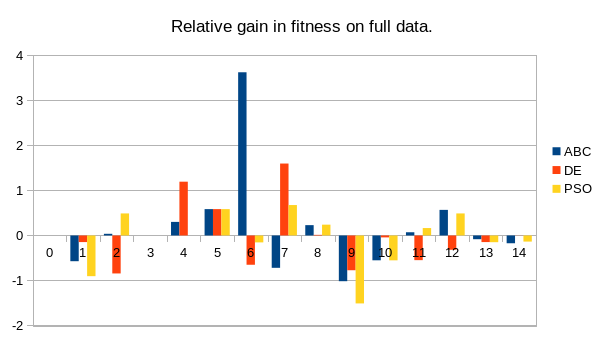 Relative gain in fitness on full data.
4
3
2
1
0
-1
-2
0 1 2 3 4 5 6 7 8 9 10 11 12 13 14
ABC
DE
PSO